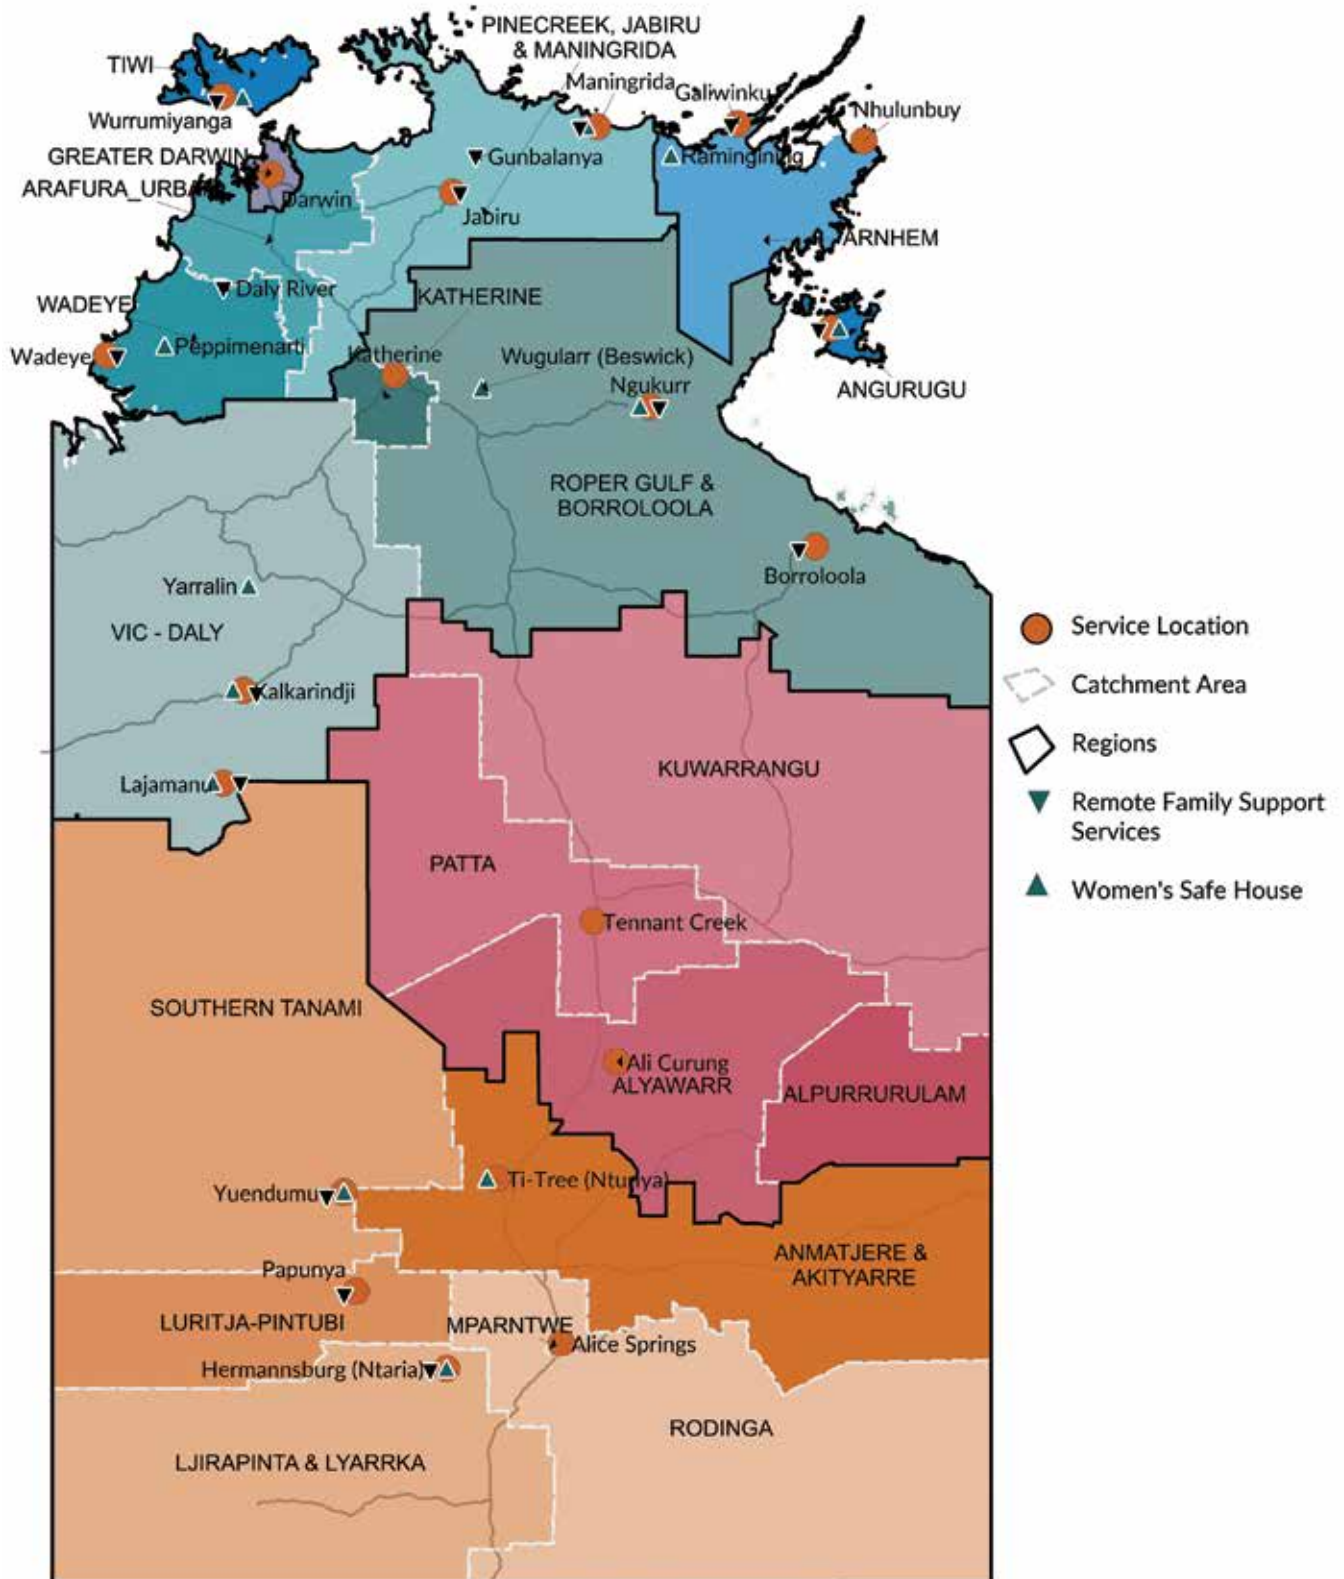 PINECREEK, JABIRU
& MANINGRIDA
TIWI
Maningrida
Galiwinku
Nhulunbuy
Wurrumiyanga
GREATER DARWIN
Gunbalanya
Ramingining
ARAFURA_URBA
Darwin
Jabiru
ARNHEM
Daly River
WADEYE
KATHERINE
Wadeye
Peppimenarti
Katherine
Wugularr (Beswick)
Ngukurr
ANGURUGU
ROPER GULF &
BORROLOOLA
Borroloola
Yarralin
VIC - DALY
Kalkarindji
Lajamanu
KUWARRANGU
PATTA
Tennant Creek
SOUTHERN TANAMI
Ali Curung
ALYAWARR
ALPURRURULAM
Ti-Tree (Ntunya)
Yuendumu
ANMATJERE &
AKITYARRE
Papunya
LURITJA-PINTUBI
MPARNTWE
Alice Springs
Hermannsburg (Ntaria)
RODINGA
LJIRAPINTA & LYARRKA
Service Location
Catchment Area
Regions
Remote Family Support
Services
Women's Safe House